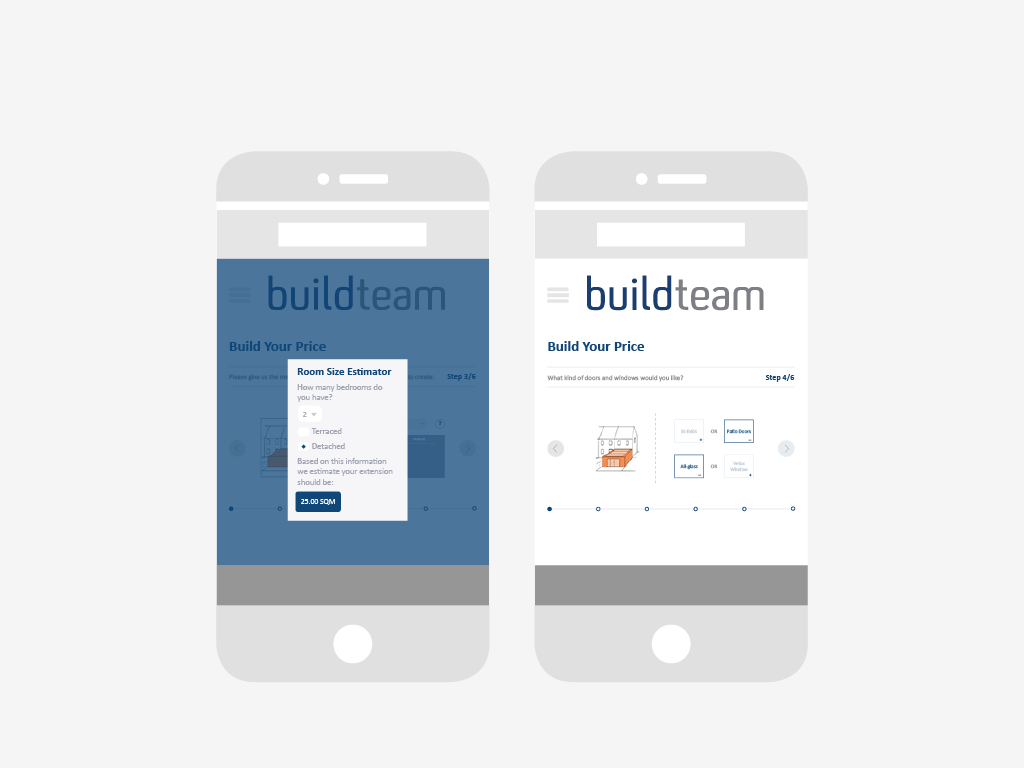 buildteam
Build Your Price
Please give us the
to create.
Step 3/6
?
Room Size Estimator
How many bedrooms do
you have?
2
Terraced
Detached
Based on this information
we estimate your extension
should be:
25.00 SQM
buildteam
Build Your Price
What kind of doors and windows would you like?
Step 4/6
OR
Patio Doors
All glass
OR
Velux
Window